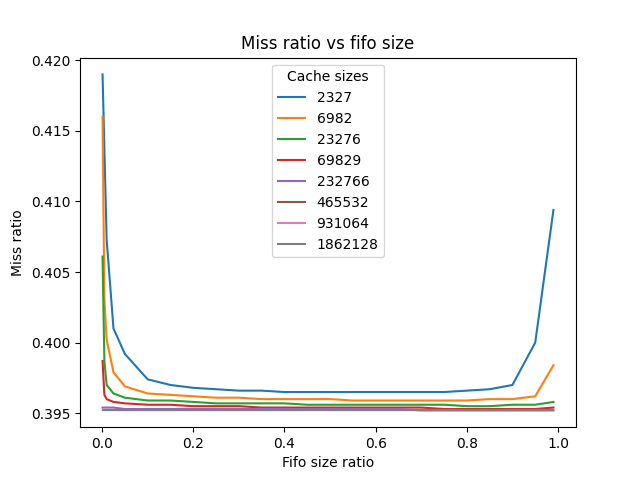 Miss ratio vs fifo size
0.420
0.415
0.410
0.405
0.400
0.395
Miss ratio
Cache sizes
2327
6982
23276
69829
232766
465532
931064
1862128
0.0 0.2 0.4 0.6 0.8 1.0
Fifo size ratio